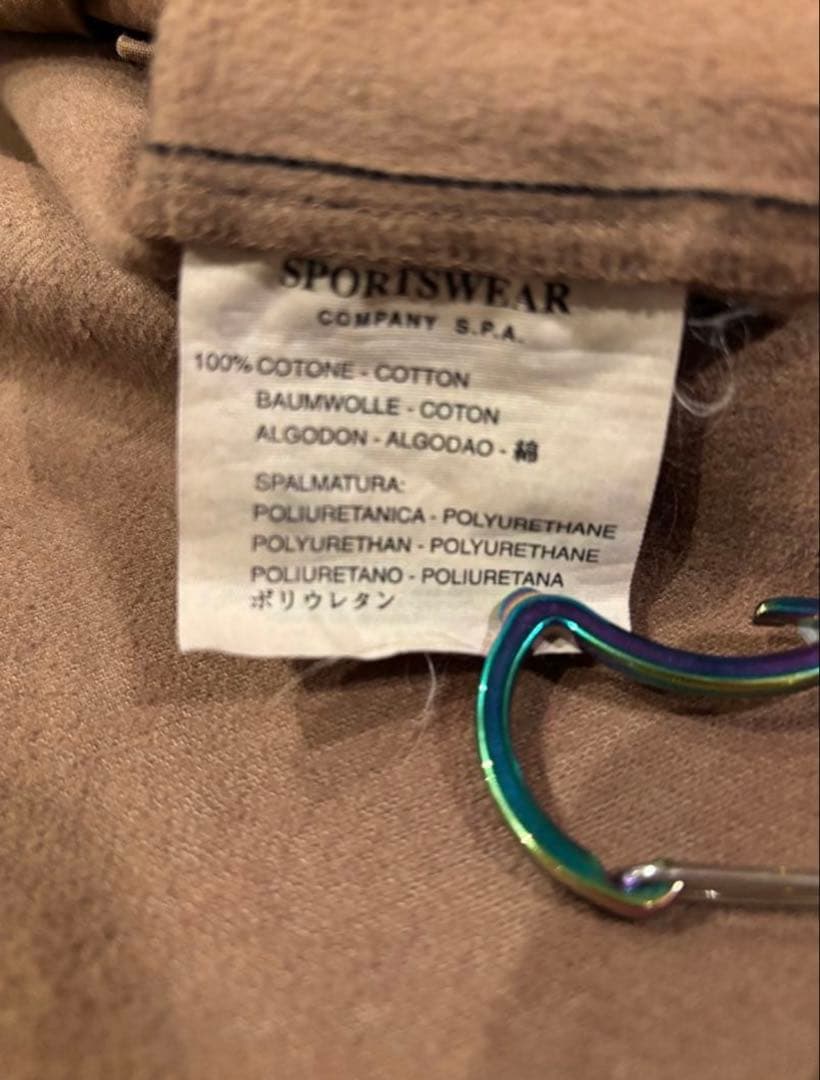 SPORTSWEAR
COMPANY S.P.A.
100% COTONE - COTTON
BAUMWOLLE - COTON
ALGODON - ALGODAO - 綿
SPALMATURA:
POLIURETANICA - POLYURETHANE
POLYURETHAN - POLYURETHANE
POLIURETANO - POLIURETANA
ポリウレタン